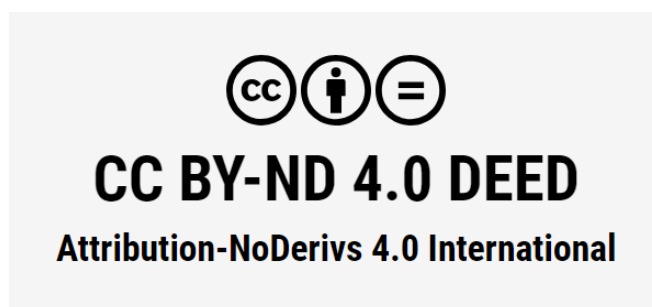 cc
CC BY-ND 4.0 DEED
Attribution-NoDerivs 4.0 International